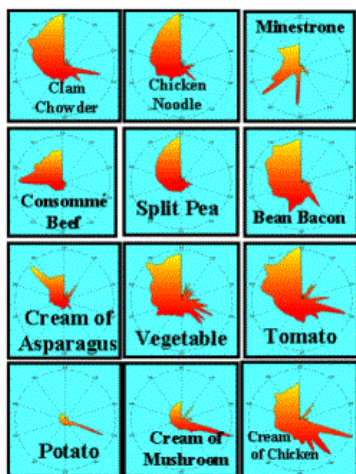 Clam
Chowder
Chicken
Noodle
Minestrone
Consommé
Beef
Split Pea
Bean Bacon
Cream of
Asparagus
Vegetable
Tomato
Potato
Cream of
Mushroom
Cream
of Chicken